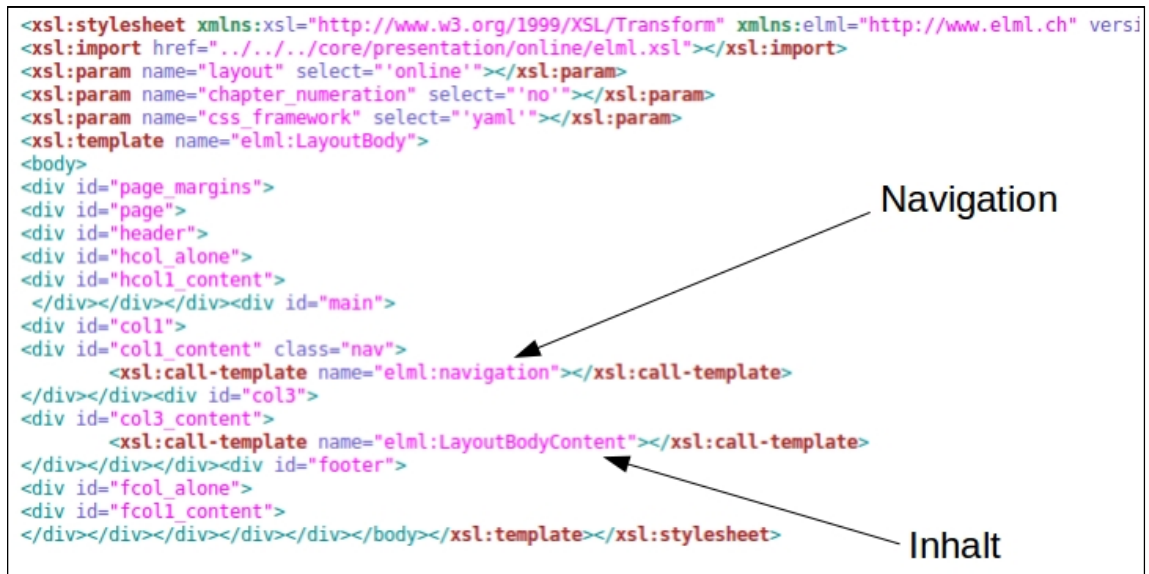 <xsl:stylesheet xmlns:xsl="http://www.w3.org/1999/XSL/Transform" xmlns:elml="http://www.elml.ch" versi
<xsl:import href="../../../core/presentation/online/elml.xsl"></xsl:import>
<xsl:param name="layout" select="'online'"></xsl:param>
<xsl:param name="chapter_numeration" select="'no'"></xsl:param>
<xsl:param name="css_framework" select="'yaml'"></xsl:param>
<xsl:template name="elml:LayoutBody">
<body>
<div id="page_margins">
<div id="page">
<div id="header">
<div id="hcol_alone">
<div id="hcol1_content">
</div></div></div><div id="main">
<div id="col1">
<div id="col1_content" class="nav">
<xsl:call-template name="elml:navigation"></xsl:call-template>
</div></div><div id="col3">
<div id="col3_content">
<xsl:call-template name="elml:LayoutBodyContent"></xsl:call-template>
</div></div></div><div id="footer">
<div id="fcol_alone">
<div id="fcol1_content">
</div></div></div></div></div></body></xsl:template></xsl:stylesheet>
Navigation
Inhalt